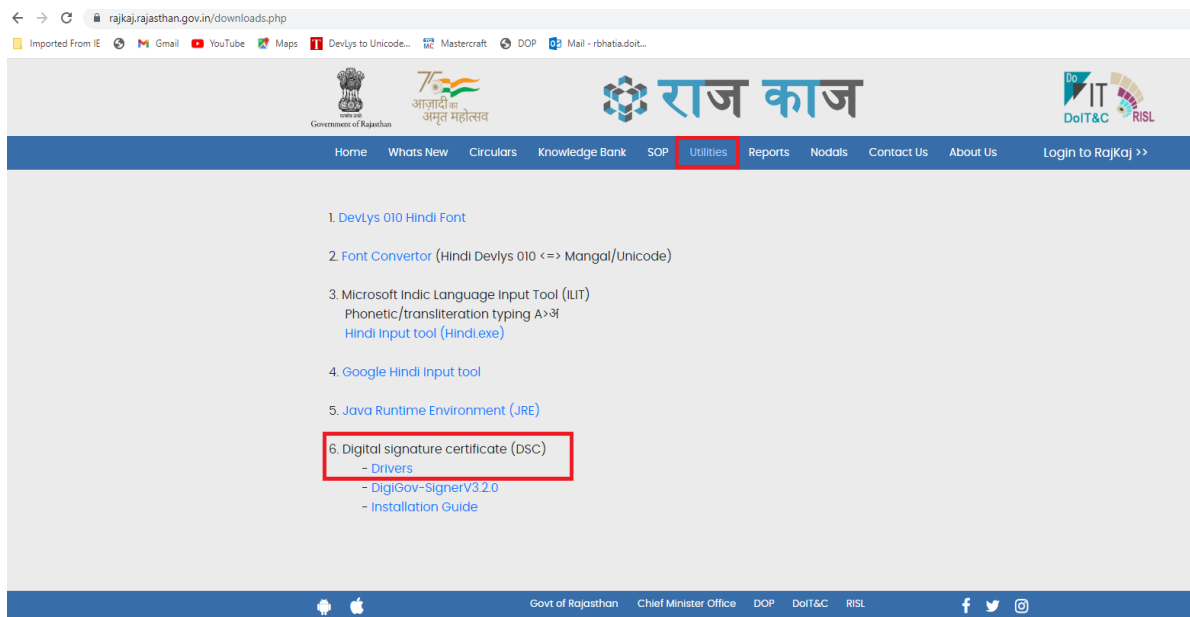 rajkaj.rajasthan.gov.in/downloads.php
Imported From IE Gmail YouTube Maps DevLys to Unicode... Mastercraft DOP Mail - rbhatia.doit...
Government of Rajasthan
75
आज़ादी का
अमृत महोत्सव
राज काज
Do IT
DoIT&C
RISL
Home Whats New Circulars Knowledge Bank SOP Utilities Reports Nodals Contact Us About Us Login to RajKaj >>
1. DevLys 010 Hindi Font
2. Font Convertor (Hindi Devlys 010 <=> Mangal/Unicode)
3. Microsoft Indic Language Input Tool (ILIT)
Phonetic/transliteration typing A>अ
Hindi Input tool (Hindi.exe)
4. Google Hindi Input tool
5. Java Runtime Environment (JRE)
6. Digital signature certificate (DSC)
- Drivers
- DigiGov-SignerV3.2.0
- Installation Guide
Govt of Rajasthan Chief Minister Office DOP DoIT&C RISL